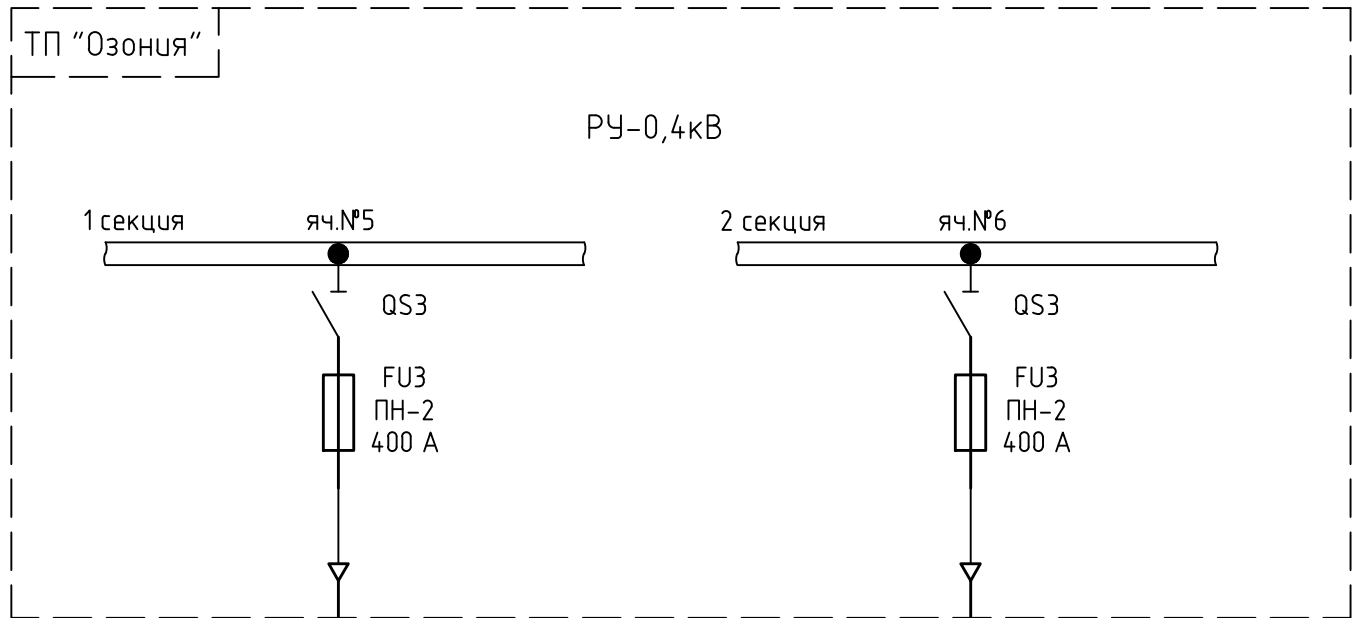 ТП "Озония"
РУ-0,4кВ
1 секция
яч.№5
2 секция
яч.№6
QS3
QS3
FU3
ПН-2
400 А
FU3
ПН-2
400 А